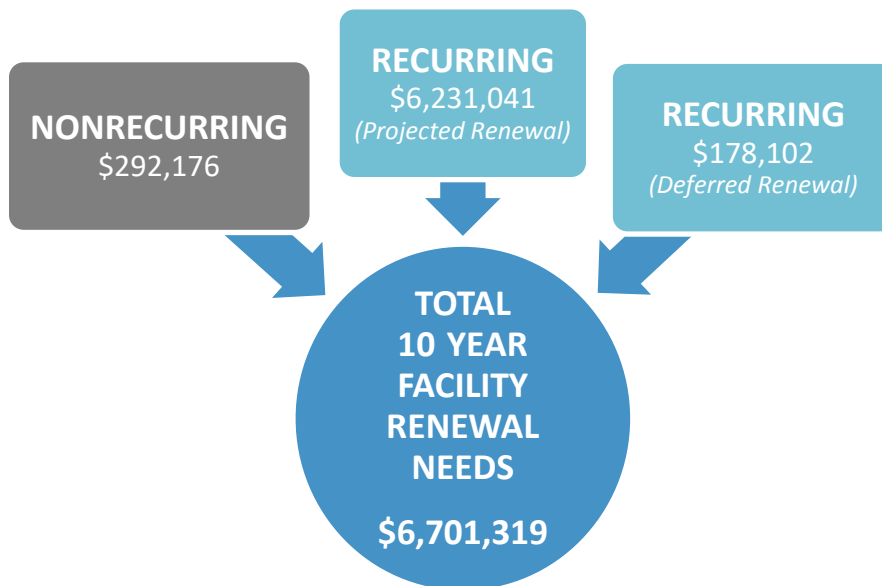 NONRECURRING
$292,176
RECURRING
$6,231,041
(Projected Renewal)
RECURRING
$178,102
(Deferred Renewal)
TOTAL
10 YEAR
FACILITY
RENEWAL
NEEDS
$6,701,319